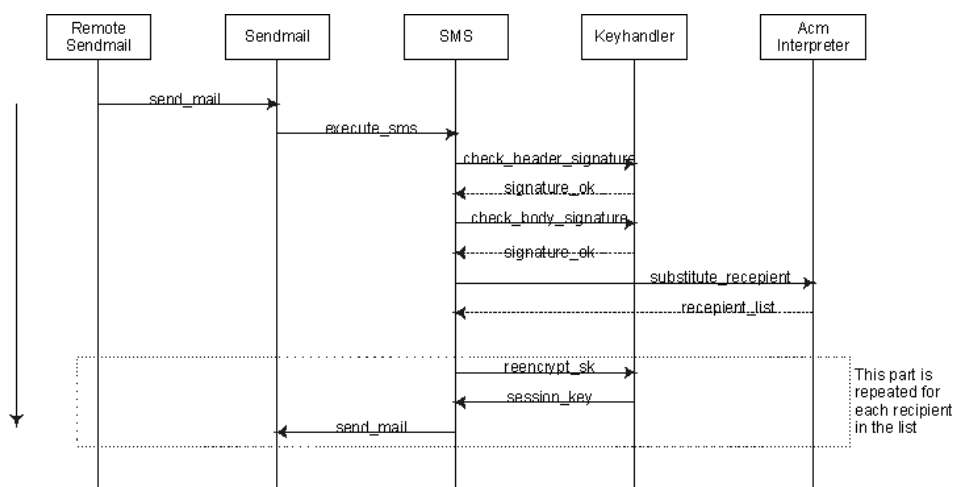 Remote
Sendmail
Sendmail
SMS
Keyhandler
Acm
Interpreter
send_mail
execute_sms
check_header_signature
signature_ok
check_body_signature
signature_ok
substitute_recepient
recepient_list
reencrypt_sk
session_key
send_mail
This part is
repeated for
each recipient
in the list